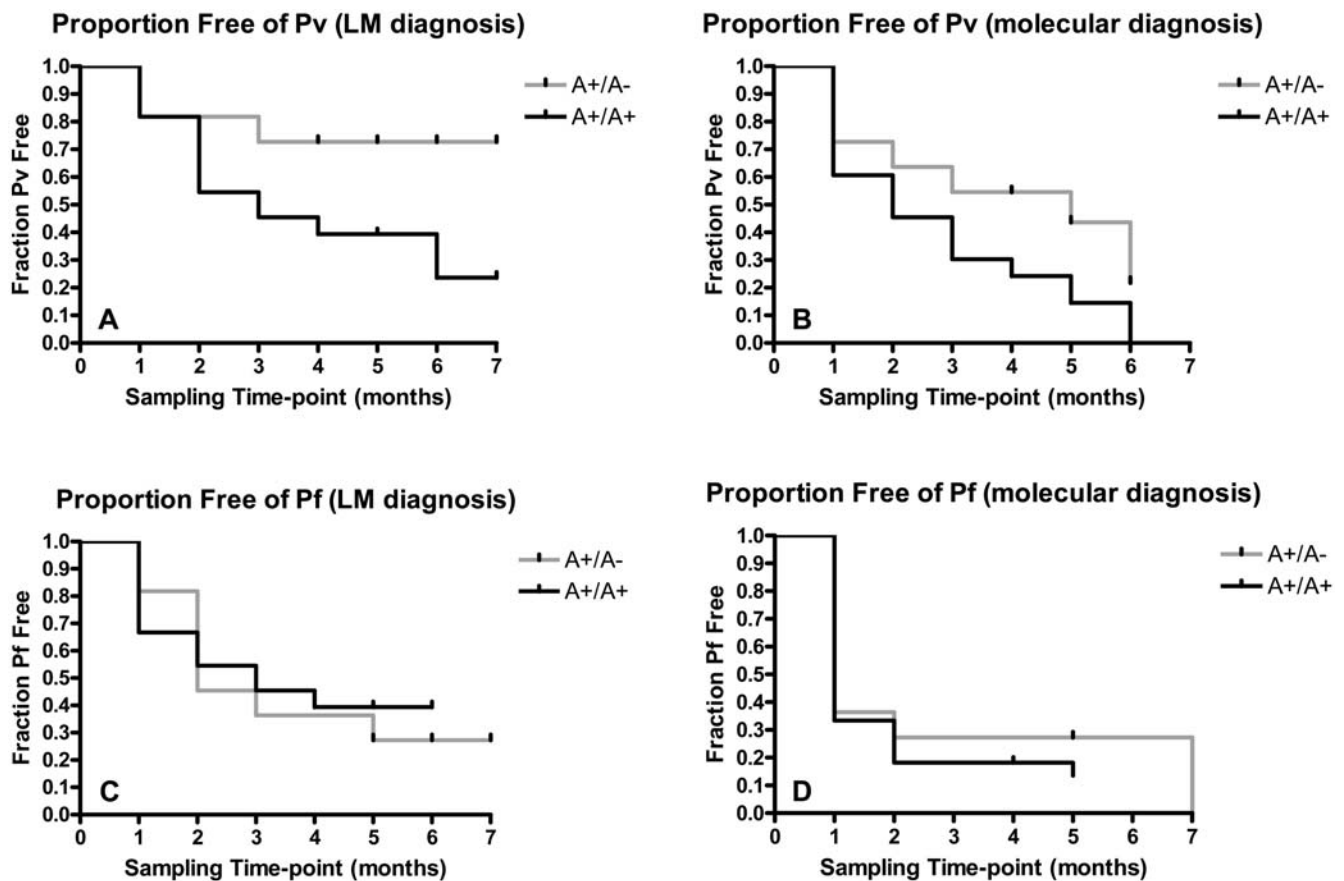 Proportion Free of Pv (LM diagnosis)
1.0
0.9
0.8
0.7
0.6
0.5
0.4
0.3
0.2
0.1
0.0
Fraction Pv Free
A+/A-
A+/A+
A
0 1 2 3 4 5 6 7
Sampling Time-point (months)
Proportion Free of Pv (molecular diagnosis)
1.0
0.9
0.8
0.7
0.6
0.5
0.4
0.3
0.2
0.1
0.0
Fraction Pv Free
A+/A-
A+/A+
B
0 1 2 3 4 5 6 7
Sampling Time-point (months)
Proportion Free of Pf (LM diagnosis)
1.0
0.9
0.8
0.7
0.6
0.5
0.4
0.3
0.2
0.1
0.0
Fraction Pf Free
A+/A-
A+/A+
C
0 1 2 3 4 5 6 7
Sampling Time-point (months)
Proportion Free of Pf (molecular diagnosis)
1.0
0.9
0.8
0.7
0.6
0.5
0.4
0.3
0.2
0.1
0.0
Fraction Pf Free
A+/A-
A+/A+
D
0 1 2 3 4 5 6 7
Sampling Time-point (months)